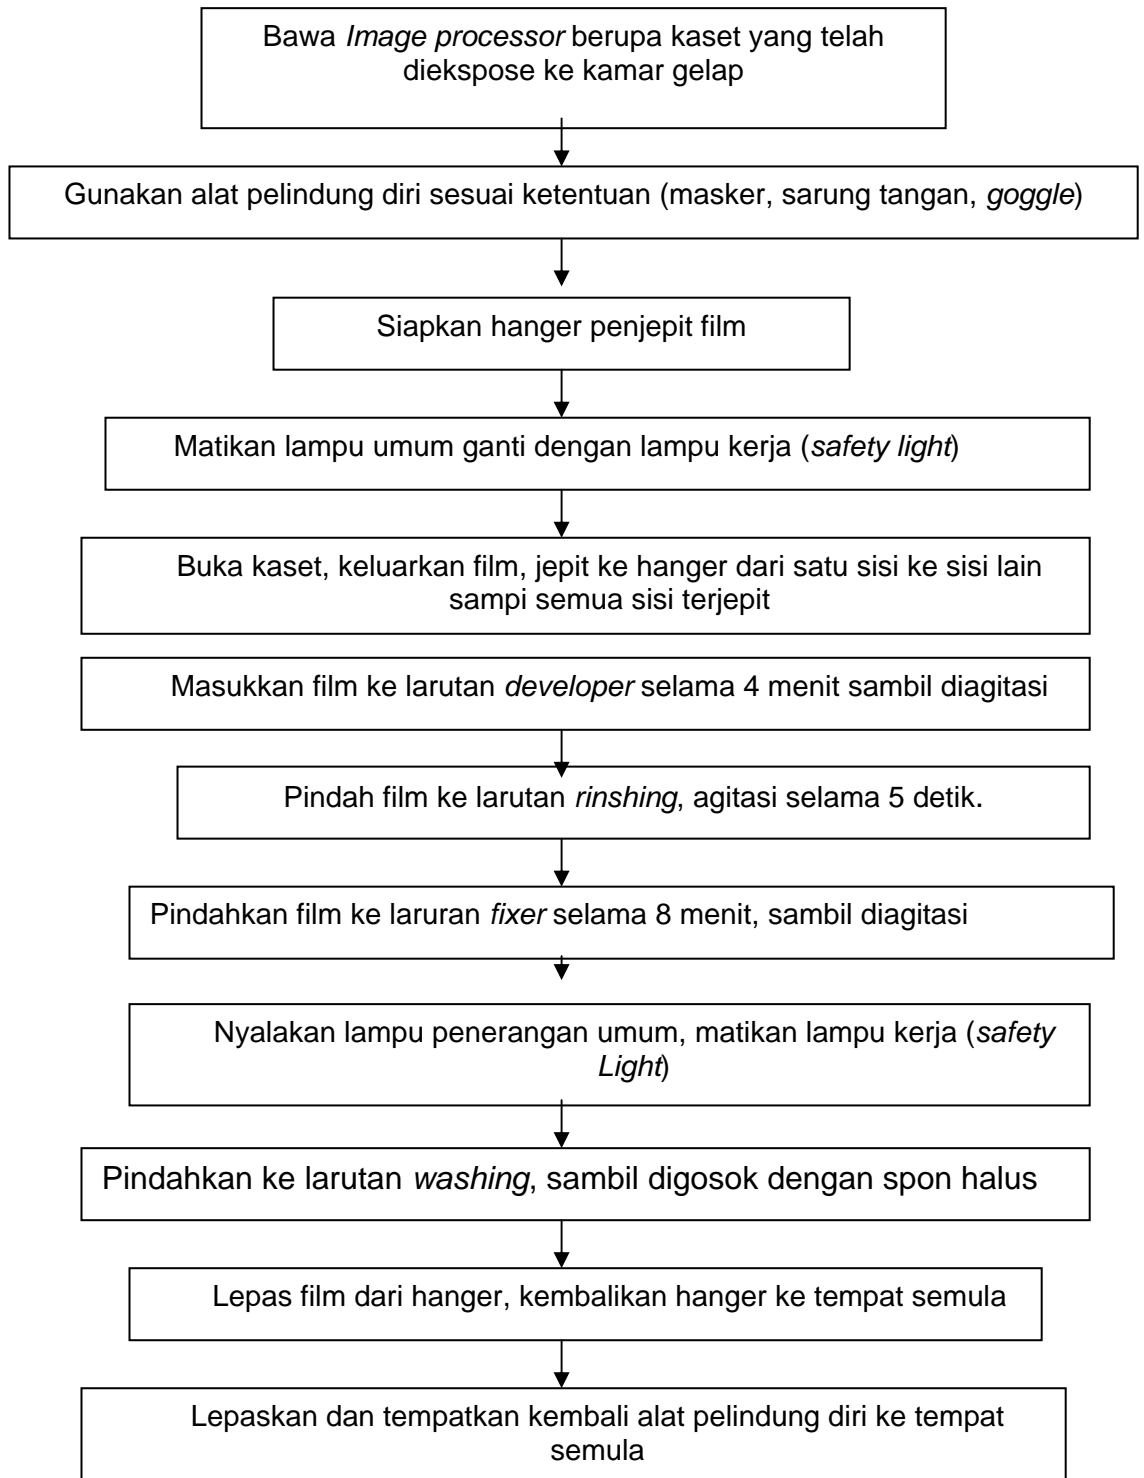 Bawa Image processor berupa kaset yang telah
diekspose ke kamar gelap
Gunakan alat pelindung diri sesuai ketentuan (masker, sarung tangan, goggle)
Siapkan hanger penjepit film
Matikan lampu umum ganti dengan lampu kerja (safety light)
Buka kaset, keluarkan film, jepit ke hanger dari satu sisi ke sisi lain
sampi semua sisi terjepit
Masukkan film ke larutan developer selama 4 menit sambil diagitasi
Pindah film ke larutan rinshing, agitasi selama 5 detik.
Pindahkan film ke laruran fixer selama 8 menit, sambil diagitasi
Nyalakan lampu penerangan umum, matikan lampu kerja (safety
Light)
Pindahkan ke larutan washing, sambil digosok dengan spon halus
Lepas film dari hanger, kembalikan hanger ke tempat semula
Lepaskan dan tempatkan kembali alat pelindung diri ke tempat
semula